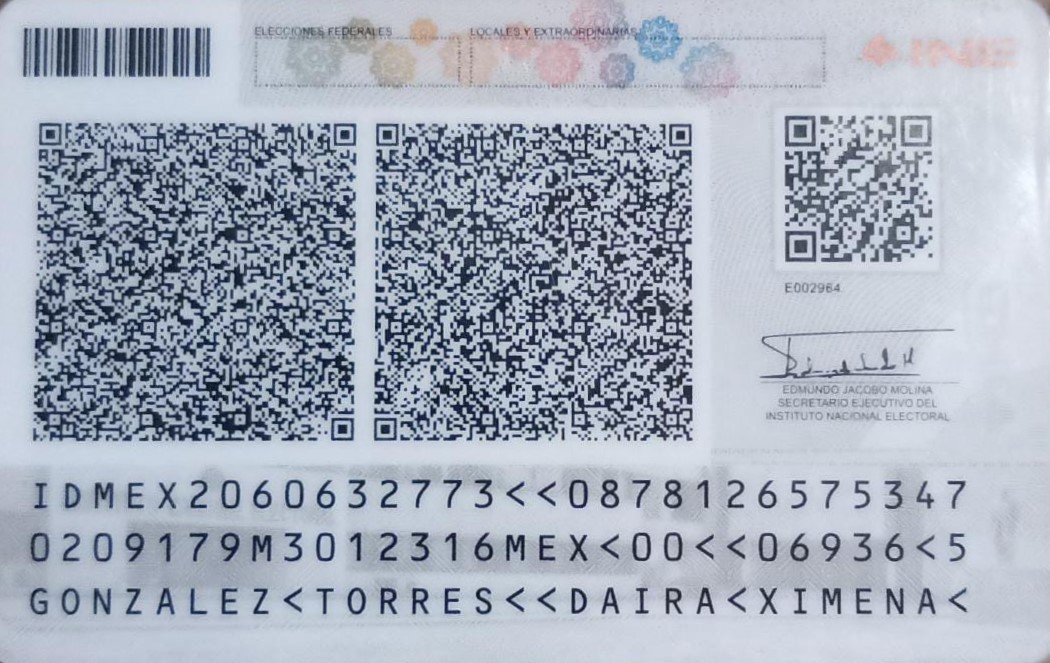 ELECCIONES FEDERALES
LOCALES Y EXTRAORDINARIAS
INE
E002964
EDMUNDO JACOBO MOLINA
SECRETARIO EJECUTIVO DEL
INSTITUTO NACIONAL ELECTORAL
IDMEX2060632773<<0878126575347
0209179M3012316MEX<00<<06936<5
GONZALEZ<TORRES<<DAIRA<XIMENA<